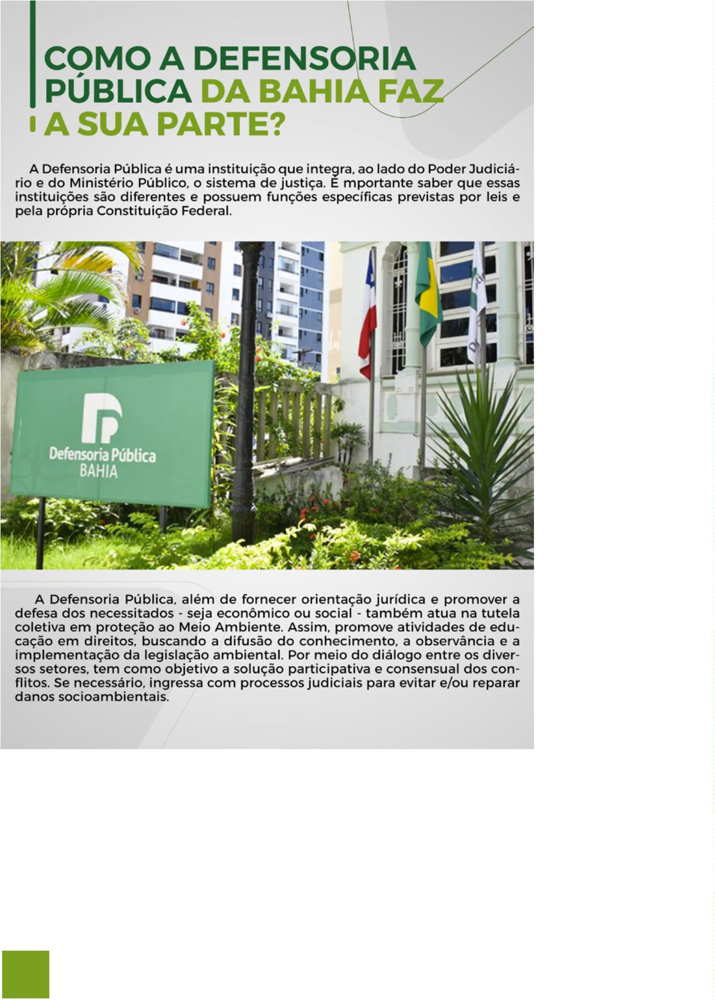 COMO A DEFENSORIA
PÚBLICA DA BAHIA FAZ
A SUA PARTE?
A Defensoria Pública é uma instituição que integra, ao lado do Poder Judiciá-
rio e do Ministério Público, o sistema de justiça. É mportante saber que essas
instituições são diferentes e possuem funções específicas previstas por leis e
pela própria Constituição Federal.
Defensoria Pública
BAHIA
A Defensoria Pública, além de fornecer orientação jurídica e promover a
defesa dos necessitados - seja econômico ou social - também atua na tutela
coletiva em proteção ao Meio Ambiente. Assim, promove atividades de edu-
cação em direitos, buscando a difusão do conhecimento, a observância e a
implementação da legislação ambiental. Por meio do diálogo entre os diver-
sos setores, tem como objetivo a solução participativa e consensual dos con-
flitos. Se necessário, ingressa com processos judiciais para evitar e/ou reparar
danos socioambientais.